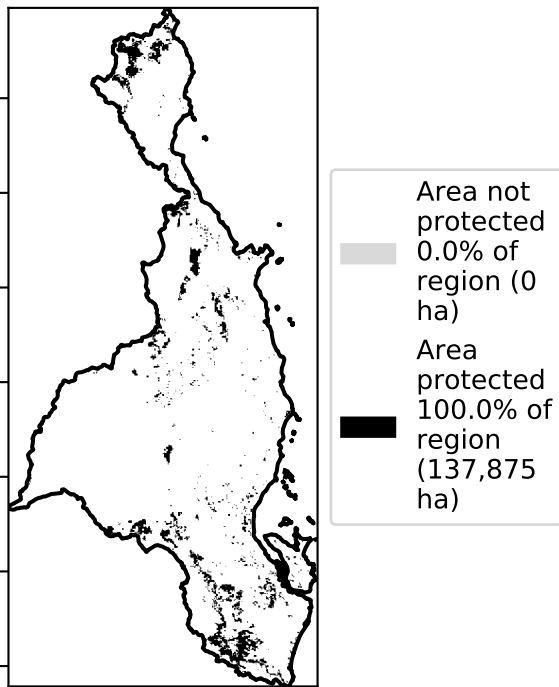 Area not
protected
0.0% of
region (0
ha)
Area
protected
100.0% of
region
(137,875
ha)